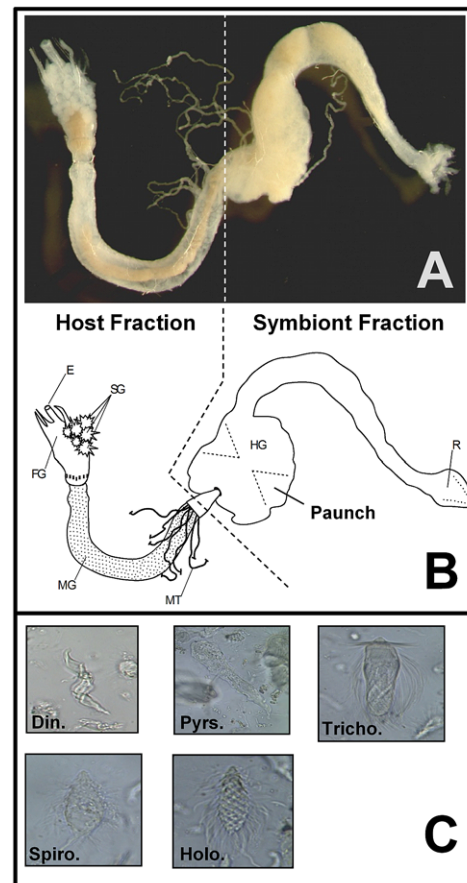 A
Host Fraction Symbiont Fraction
E
SG
FG
HG
R
Paunch
MG
MT
B
Din.
Pyrs.
Tricho.
Spiro.
Holo.
C